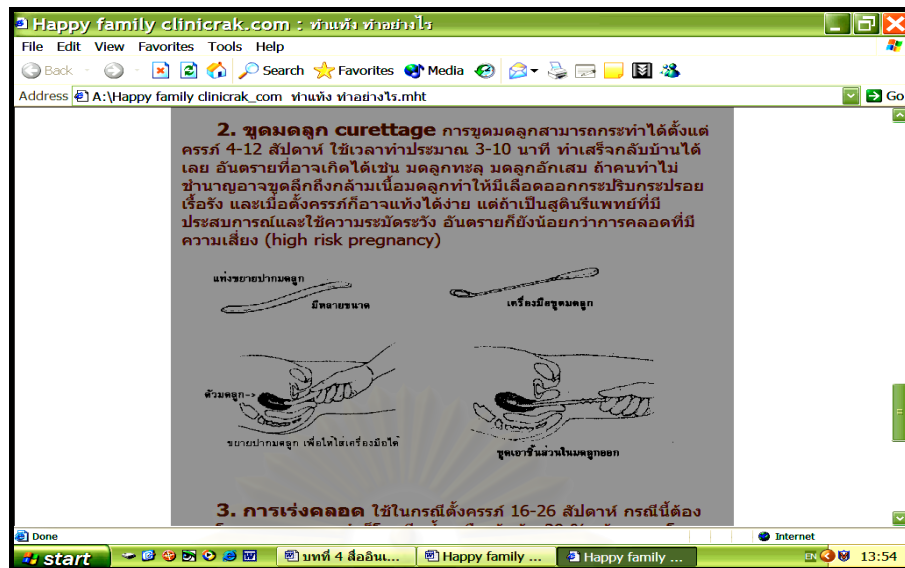 Happy family clinicrak.com : ทำแท้ง ทำอย่างไร
File Edit View Favorites Tools Help
Back Search Favorites Media
Address A:\Happy family clinicrak_com ทำแท้ง ทำอย่างไร.mht Go
2. ขูดมดลูก curettage การขูดมดลูกสามารถกระทำได้ตั้งแต่
ครรภ์ 4-12 สัปดาห์ ใช้เวลาทำประมาณ 3-10 นาที ทำเสร็จกลับบ้านได้
เลย อันตรายที่อาจเกิดได้เช่น มดลูกทะลุ มดลูกอักเสบ ถ้าคนทำไม่
ชำนาญอาจขูดลึกถึงกล้ามเนื้อมดลูกทำให้มีเลือดออกกระปริบกระปรอย
เรื้อรัง และเมื่อตั้งครรภ์ก็อาจแท้งได้ง่าย แต่ถ้าเป็นสูตินรีแพทย์ที่มี
ประสบการณ์และใช้ความระมัดระวัง อันตรายก็ยังน้อยกว่าการคลอดที่มี
ความเสี่ยง (high risk pregnancy)
แท่งขยายปากมดลูก
มีหลายขนาด
เครื่องมือขูดมดลูก
ตัวมดลูก->
ขยายปากมดลูก เพื่อให้ใส่เครื่องมือได้
ขูดเอาชิ้นส่วนในมดลูกออก
3. การเร่งคลอด ใช้ในกรณีตั้งครรภ์ 16-26 สัปดาห์ กรณีนี้ต้อง
Done Internet
start บทที่ 4 สื่ออินเ... Happy family ... Happy family ... EN 13:54